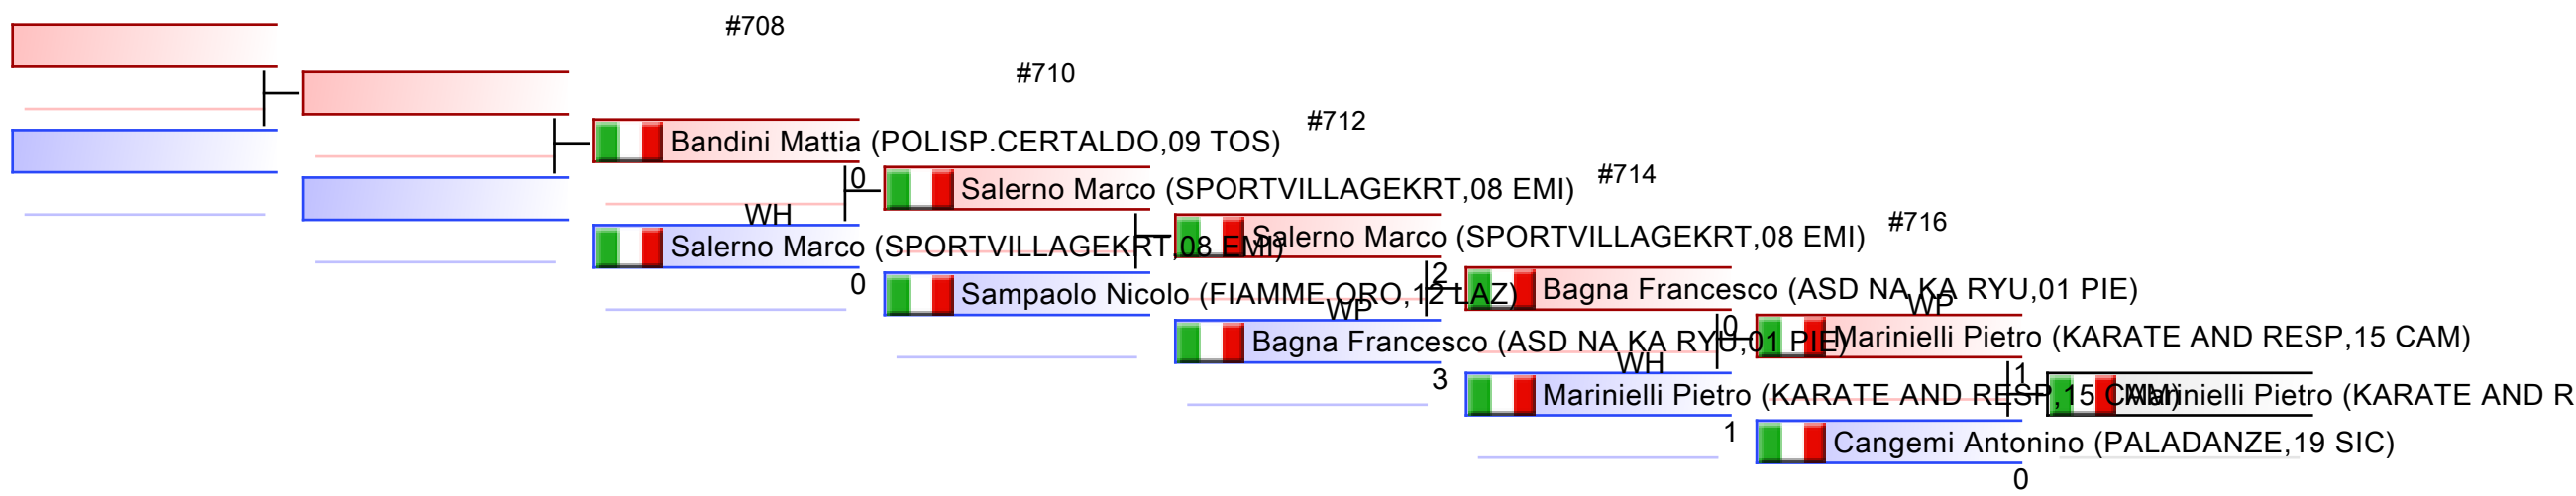 #708
#710
#712
Bandini Mattia (POLISP.CERTALDO,09 TOS)
#714
0
Salerno Marco (SPORTVILLAGEKRT,08 EMI)
WH
#716
Salerno Marco (SPORTVILLAGEKRT,08 EMI)
Salerno Marco (SPORTVILLAGEKRT,08 EMI)
2
0
Sampaolo Nicolo (FIAMME ORO,12 LAZ)
Bagna Francesco (ASD NA KA RYU,01 PIE)
WP
WP
0
Bagna Francesco (ASD NA KA RYU,01 PIE)
Marinielli Pietro (KARATE AND RESP,15 CAM)
WH
3
1
Marinielli Pietro (KARATE AND RESP,15 CAM)
Marinielli Pietro (KARATE AND R
1
Cangemi Antonino (PALADANZE,19 SIC)
0